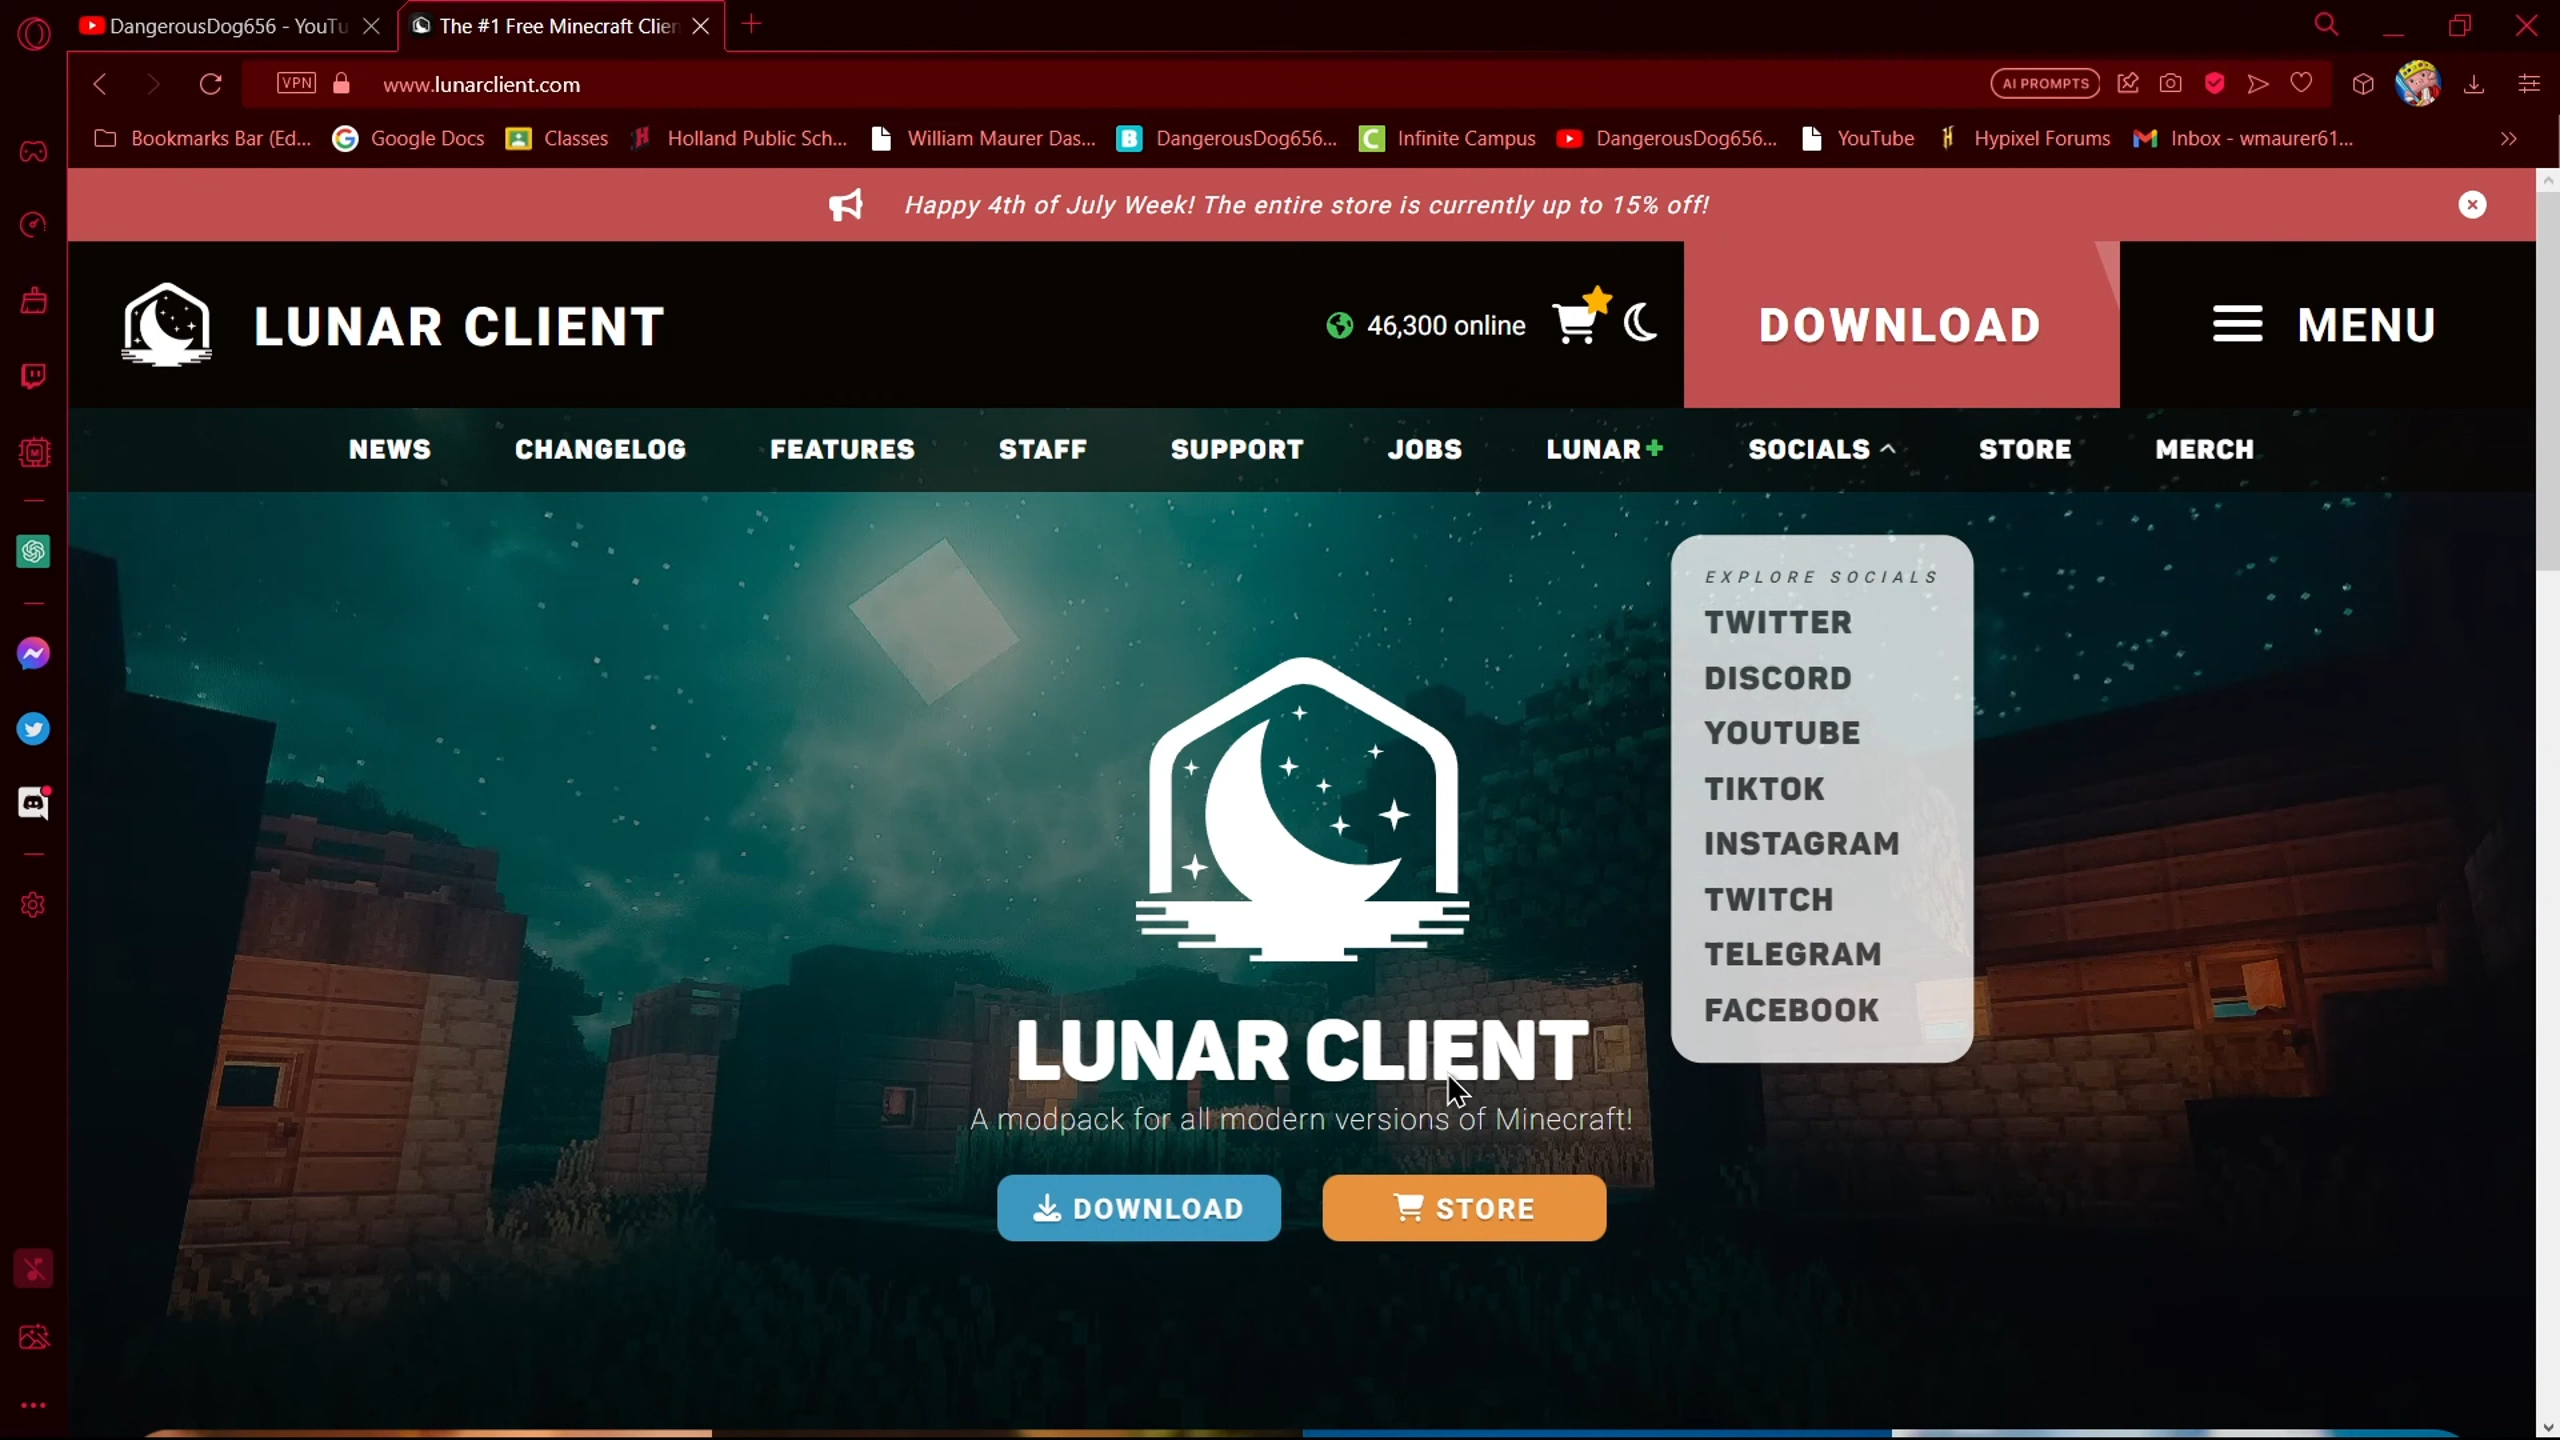 DangerousDog656 - YouTu
The #1 Free Minecraft Clien
VPN
www.lunarclient.com
AI PROMPTS
Bookmarks Bar (Ed...
Google Docs
Classes
Holland Public Sch...
William Maurer Das...
DangerousDog656...
Infinite Campus
DangerousDog656...
YouTube
Hypixel Forums
Inbox - wmaurer61...
Happy 4th of July Week! The entire store is currently up to 15% off!
LUNAR CLIENT
46,300 online
DOWNLOAD
MENU
NEWS
CHANGELOG
FEATURES
STAFF
SUPPORT
JOBS
LUNAR+
SOCIALS
STORE
MERCH
EXPLORE SOCIALS
TWITTER
DISCORD
YOUTUBE
TIKTOK
INSTAGRAM
TWITCH
TELEGRAM
FACEBOOK
LUNAR CLIENT
A modpack for all modern versions of Minecraft!
DOWNLOAD
STORE